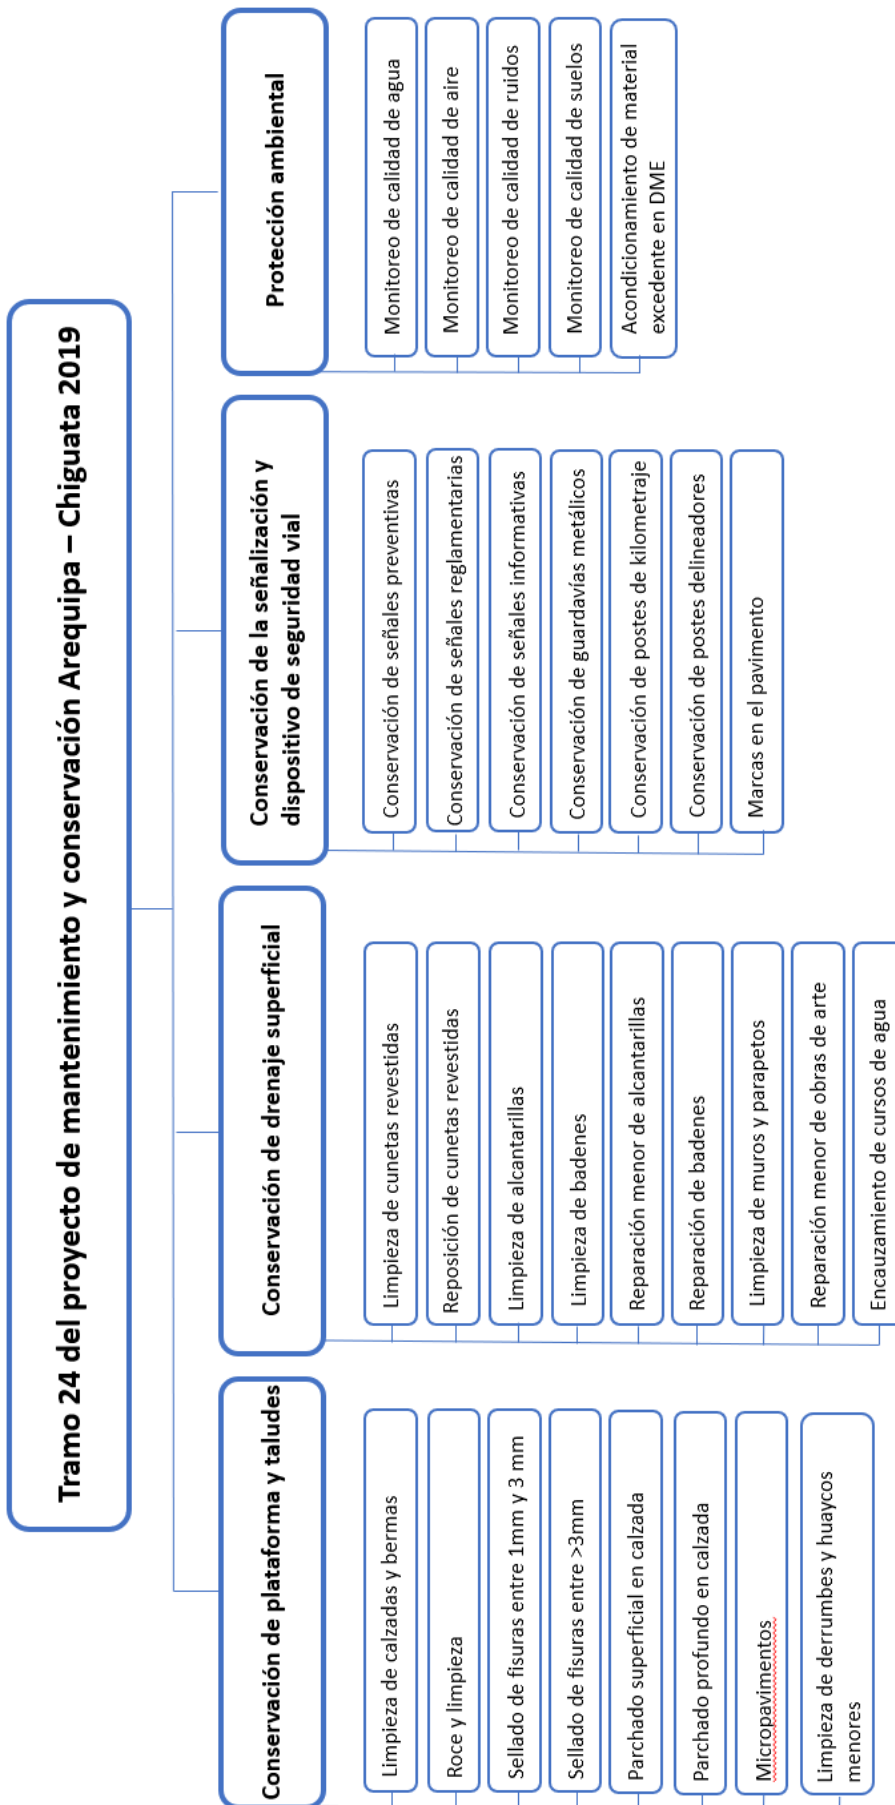 Tramo 24 del proyecto de mantenimiento y conservación Arequipa – Chiguata 2019
Conservación de plataforma y taludes
Limpieza de calzadas y bermas
Roce y limpieza
Sellado de fisuras entre 1mm y 3 mm
Sellado de fisuras entre >3mm
Parchado superficial en calzada
Parchado profundo en calzada
Micropavimentos
Limpieza de derrumbes y huaycos
menores
Conservación de drenaje superficial
Limpieza de cunetas revestidas
Reposición de cunetas revestidas
Limpieza de alcantarillas
Limpieza de badenes
Reparación menor de alcantarillas
Reparación de badenes
Limpieza de muros y parapetos
Reparación menor de obras de arte
Encauzamiento de cursos de agua
Conservación de la señalización y
dispositivo de seguridad vial
Conservación de señales preventivas
Conservación de señales reglamentarias
Conservación de señales informativas
Conservación de guardavías metálicos
Conservación de postes de kilometraje
Conservación de postes delineadores
Marcas en el pavimento
Protección ambiental
Monitoreo de calidad de agua
Monitoreo de calidad de aire
Monitoreo de calidad de ruidos
Monitoreo de calidad de suelos
Acondicionamiento de material
excedente en DME